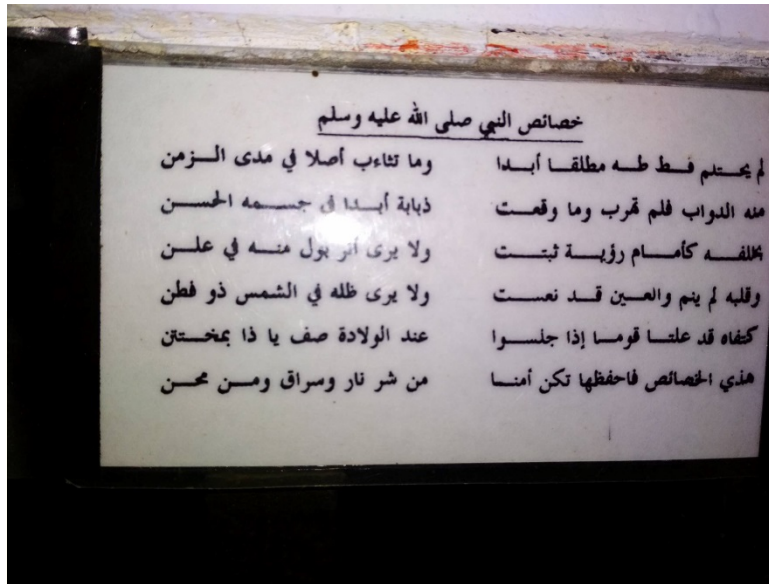 خصائص النبي صلى الله عليه وسلم
لم يحتلم قط طه مطلقا أبدا وما تثاءب أصلا في مدى الزمن
منه الدواب فلم تهرب وما وقعت ذبابة أبدا في جسمه الحسن
بخلفه كأمام رؤية ثبتت ولا يرى أثر بول منه في علن
وقلبه لم ينم والعين قد نعست ولا يرى ظله في الشمس ذو فطن
كتفاه قد علتا قوما إذا جلسوا عند الولادة صف يا ذا بمختتن
هذي الخصائص فاحفظها تكن أمنا من شر نار وسراق ومن محن